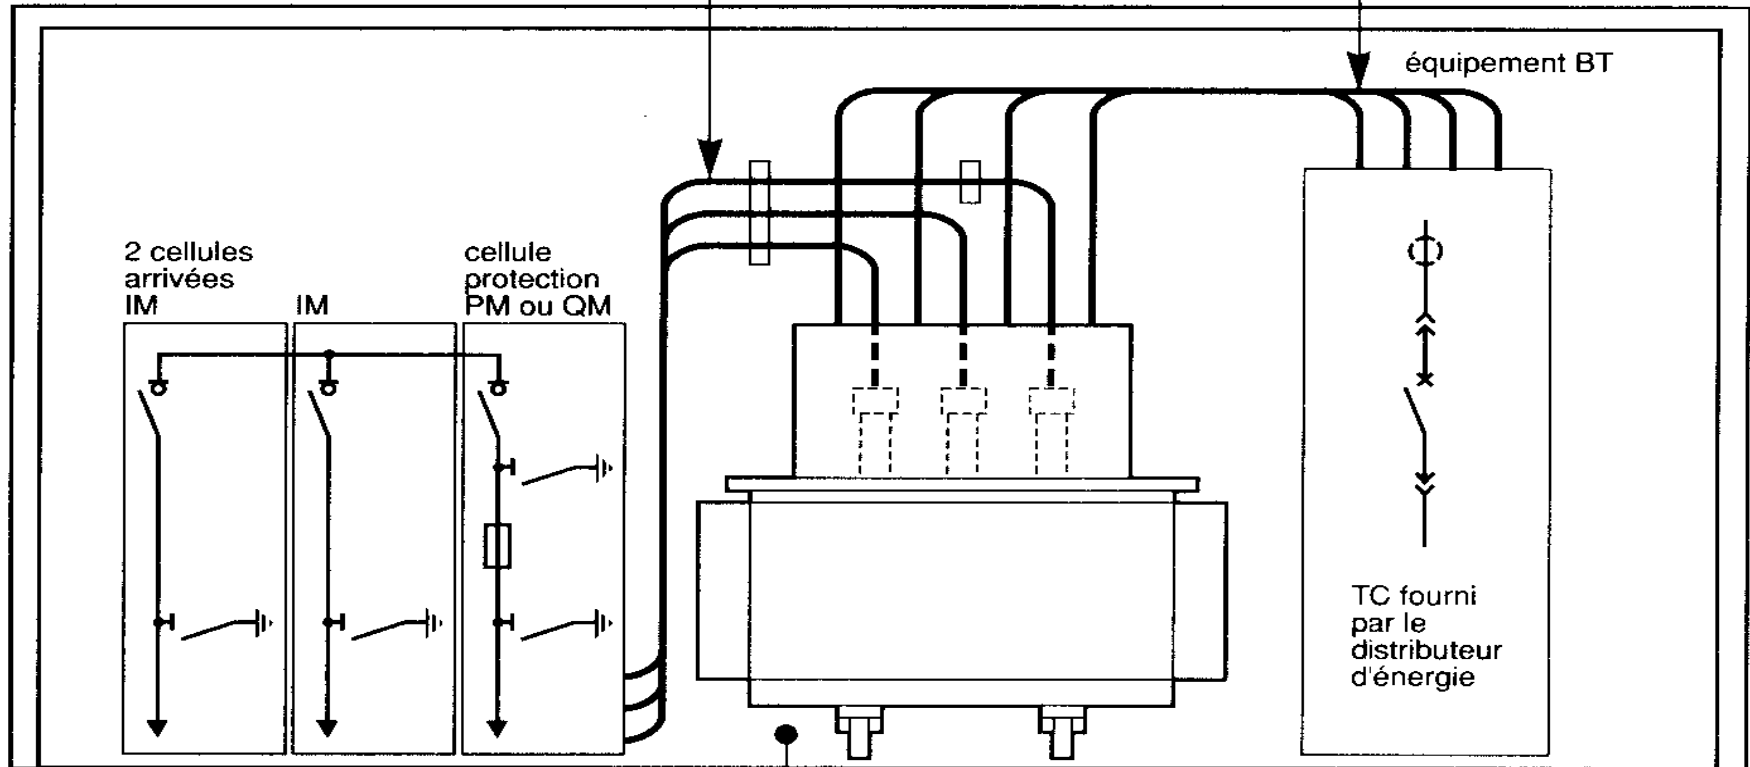 équipement BT
2 cellules
arrivées
IM
IM
cellule
protection
PM ou QM
TC fourni
par le
distributeur
d'énergie